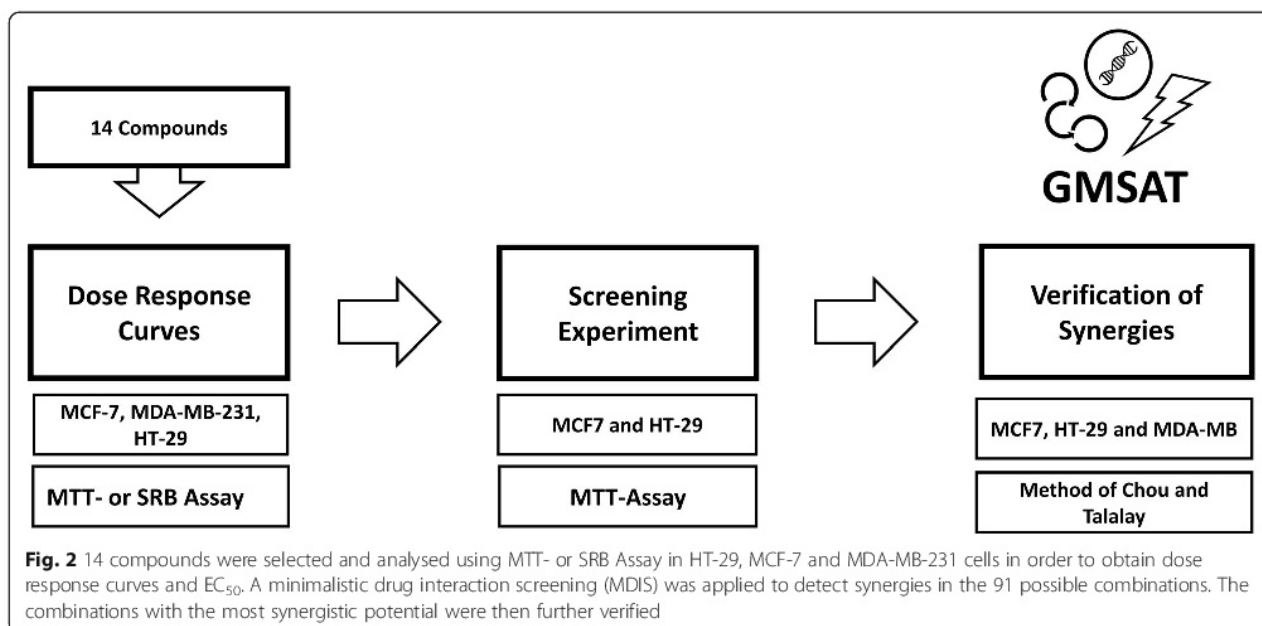 14 Compounds
GMSAT
Dose Response
Curves
MCF-7, MDA-MB-231,
HT-29
MTT- or SRB Assay
Screening
Experiment
MCF7 and HT-29
MTT-Assay
Verification of
Synergies
MCF7, HT-29 and MDA-MB
Method of Chou and
Talalay
Fig. 2 14 compounds were selected and analysed using MTT- or SRB Assay in HT-29, MCF-7 and MDA-MB-231 cells in order to obtain dose
response curves and EC₅₀. A minimalistic drug interaction screening (MDIS) was applied to detect synergies in the 91 possible combinations. The
combinations with the most synergistic potential were then further verified